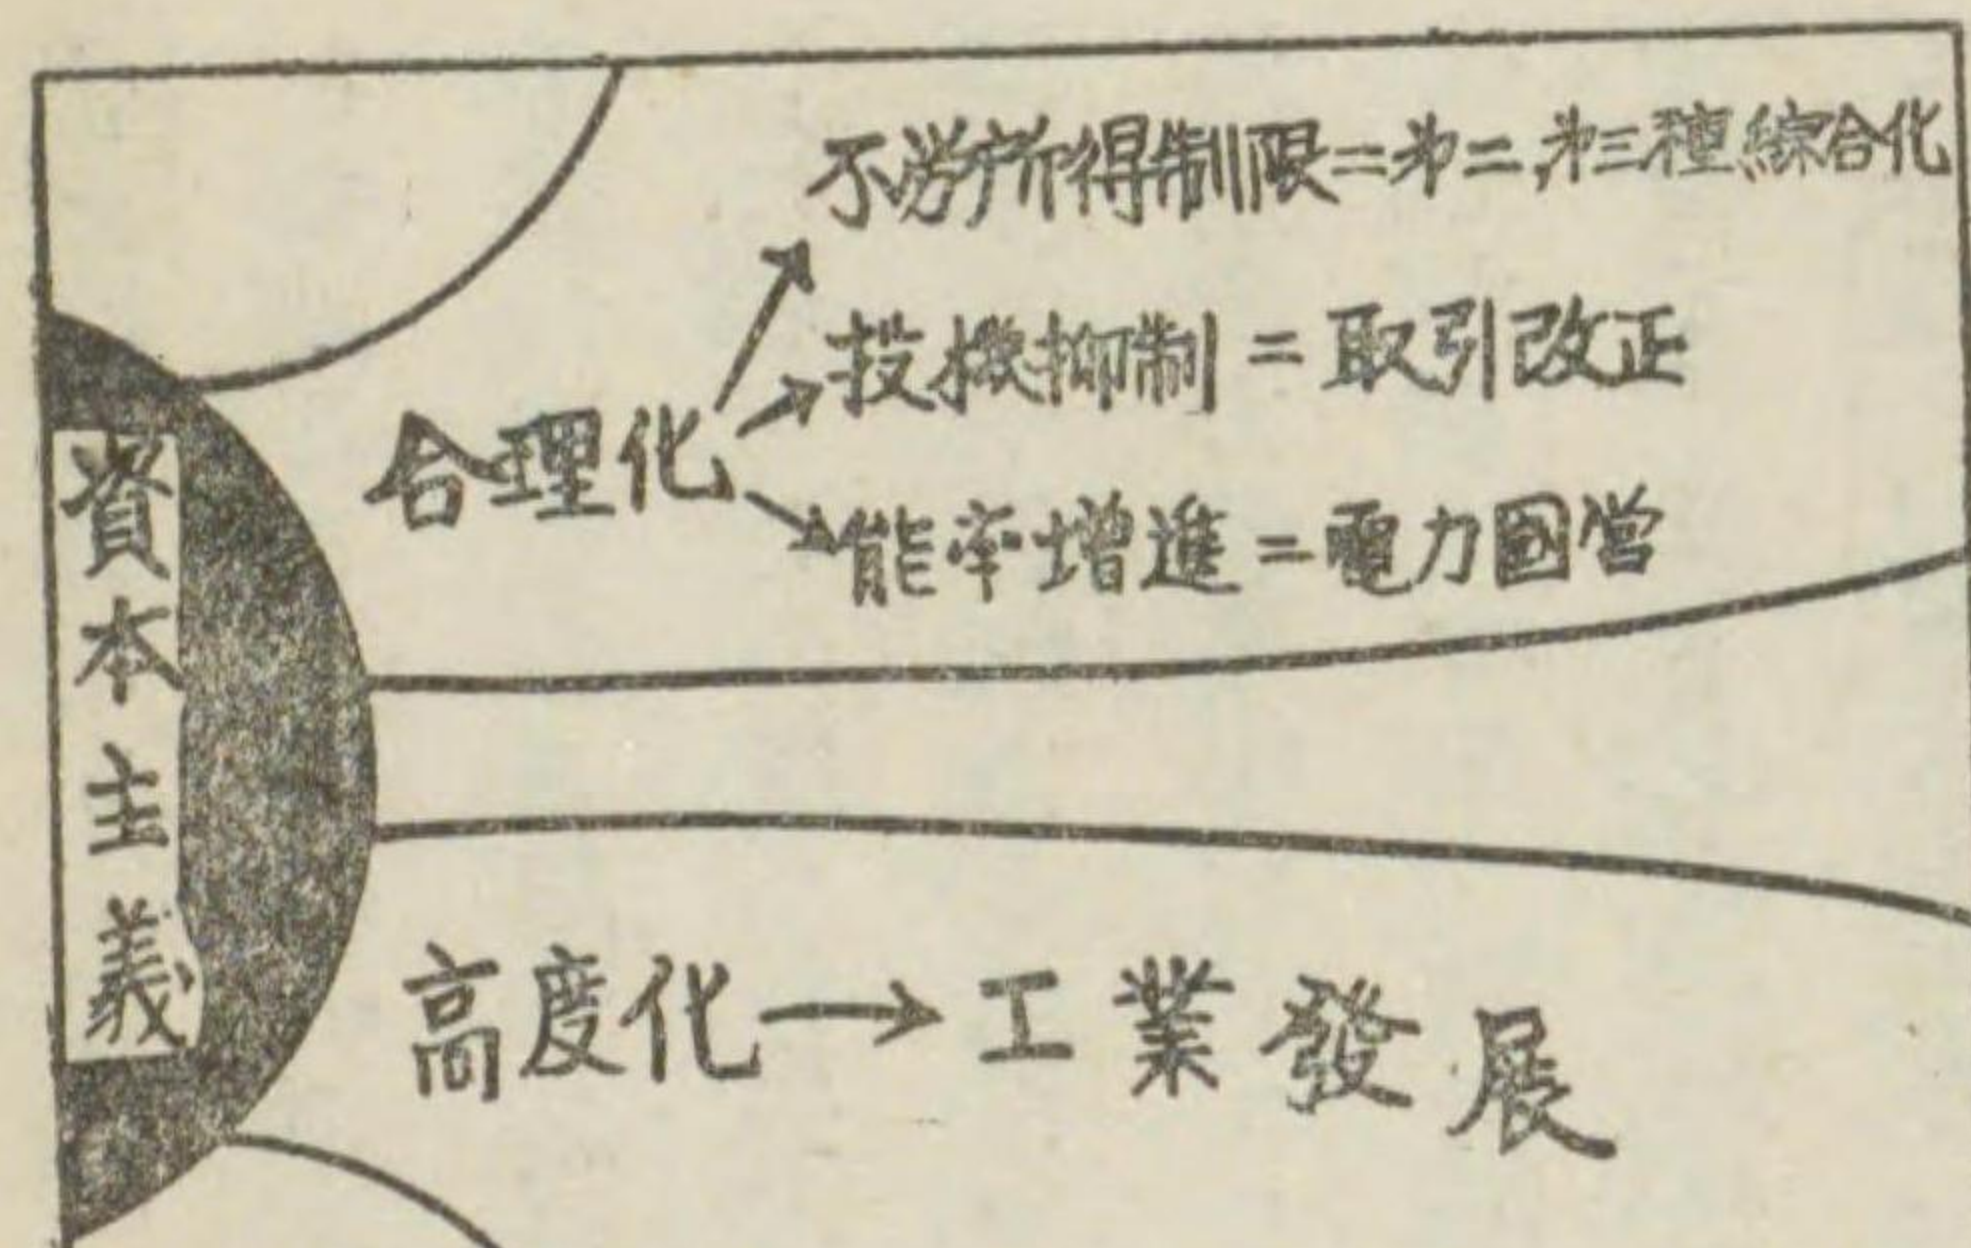 資本主義
不労所得制限=第二,第三種綜合化
合理化
投機抑制=取引改正
能率増進=電力國営
高度化→工業發展